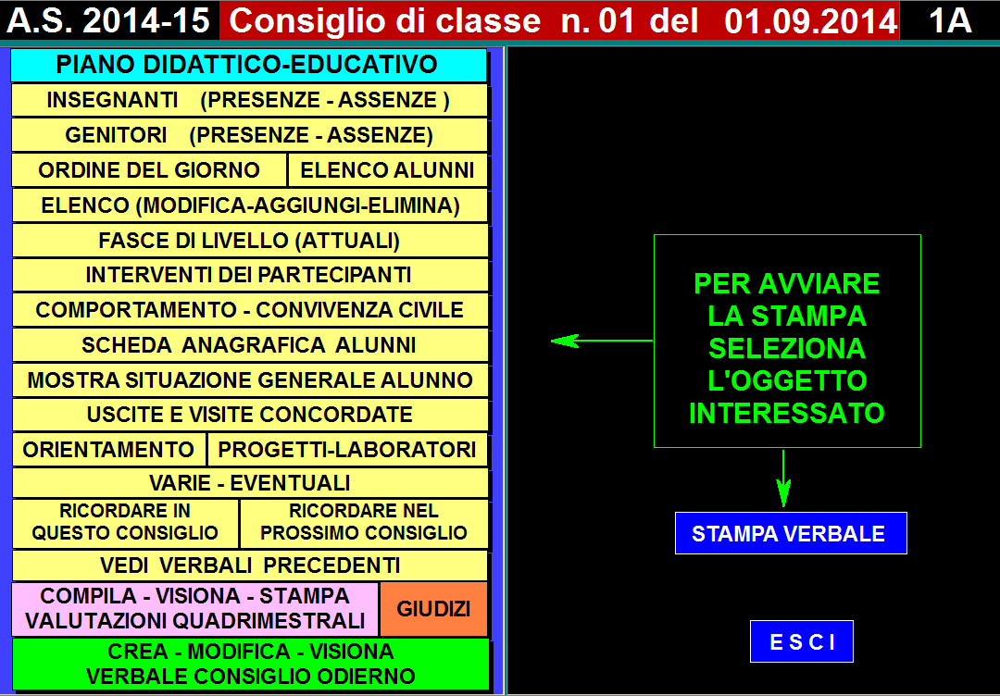 A.S. 2014-15 Consiglio di classe n. 01 del 01.09.2014 1A
PIANO DIDATTICO-EDUCATIVO
INSEGNANTI (PRESENZE - ASSENZE )
GENITORI (PRESENZE - ASSENZE)
ORDINE DEL GIORNO ELENCO ALUNNI
ELENCO (MODIFICA-AGGIUNGI-ELIMINA)
FASCE DI LIVELLO (ATTUALI)
INTERVENTI DEI PARTECIPANTI
COMPORTAMENTO - CONVIVENZA CIVILE
SCHEDA ANAGRAFICA ALUNNI
MOSTRA SITUAZIONE GENERALE ALUNNO
USCITE E VISITE CONCORDATE
ORIENTAMENTO PROGETTI-LABORATORI
VARIE - EVENTUALI
RICORDARE IN
QUESTO CONSIGLIO
RICORDARE NEL
PROSSIMO CONSIGLIO
VEDI VERBALI PRECEDENTI
COMPILA - VISIONA - STAMPA
VALUTAZIONI QUADRIMESTRALI
GIUDIZI
CREA - MODIFICA - VISIONA
VERBALE CONSIGLIO ODIERNO
PER AVVIARE
LA STAMPA
SELEZIONA
L'OGGETTO
INTERESSATO
STAMPA VERBALE
E S C I